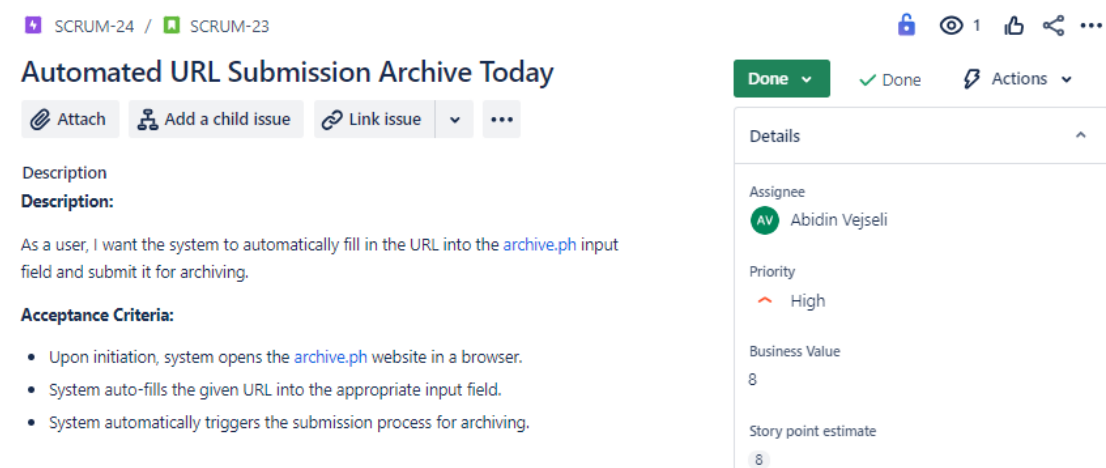 SCRUM-24 / SCRUM-23
1
Automated URL Submission Archive Today
Done
Done
Actions
Attach
Add a child issue
Link issue
Details
Description
Description:
As a user, I want the system to automatically fill in the URL into the archive.ph input
field and submit it for archiving.
Acceptance Criteria:
• Upon initiation, system opens the archive.ph website in a browser.
• System auto-fills the given URL into the appropriate input field.
• System automatically triggers the submission process for archiving.
Assignee
AV Abidin Vejseli
Priority
High
Business Value
8
Story point estimate
8